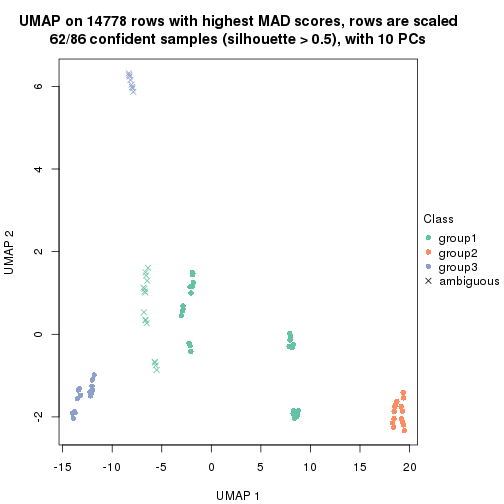 UMAP on 14778 rows with highest MAD scores, rows are scaled
62/86 confident samples (silhouette > 0.5), with 10 PCs
6
4
2
0
-2
UMAP 2
-15
-10
-5
0
5
10
15
20
UMAP 1
Class
group1
group2
group3
ambiguous